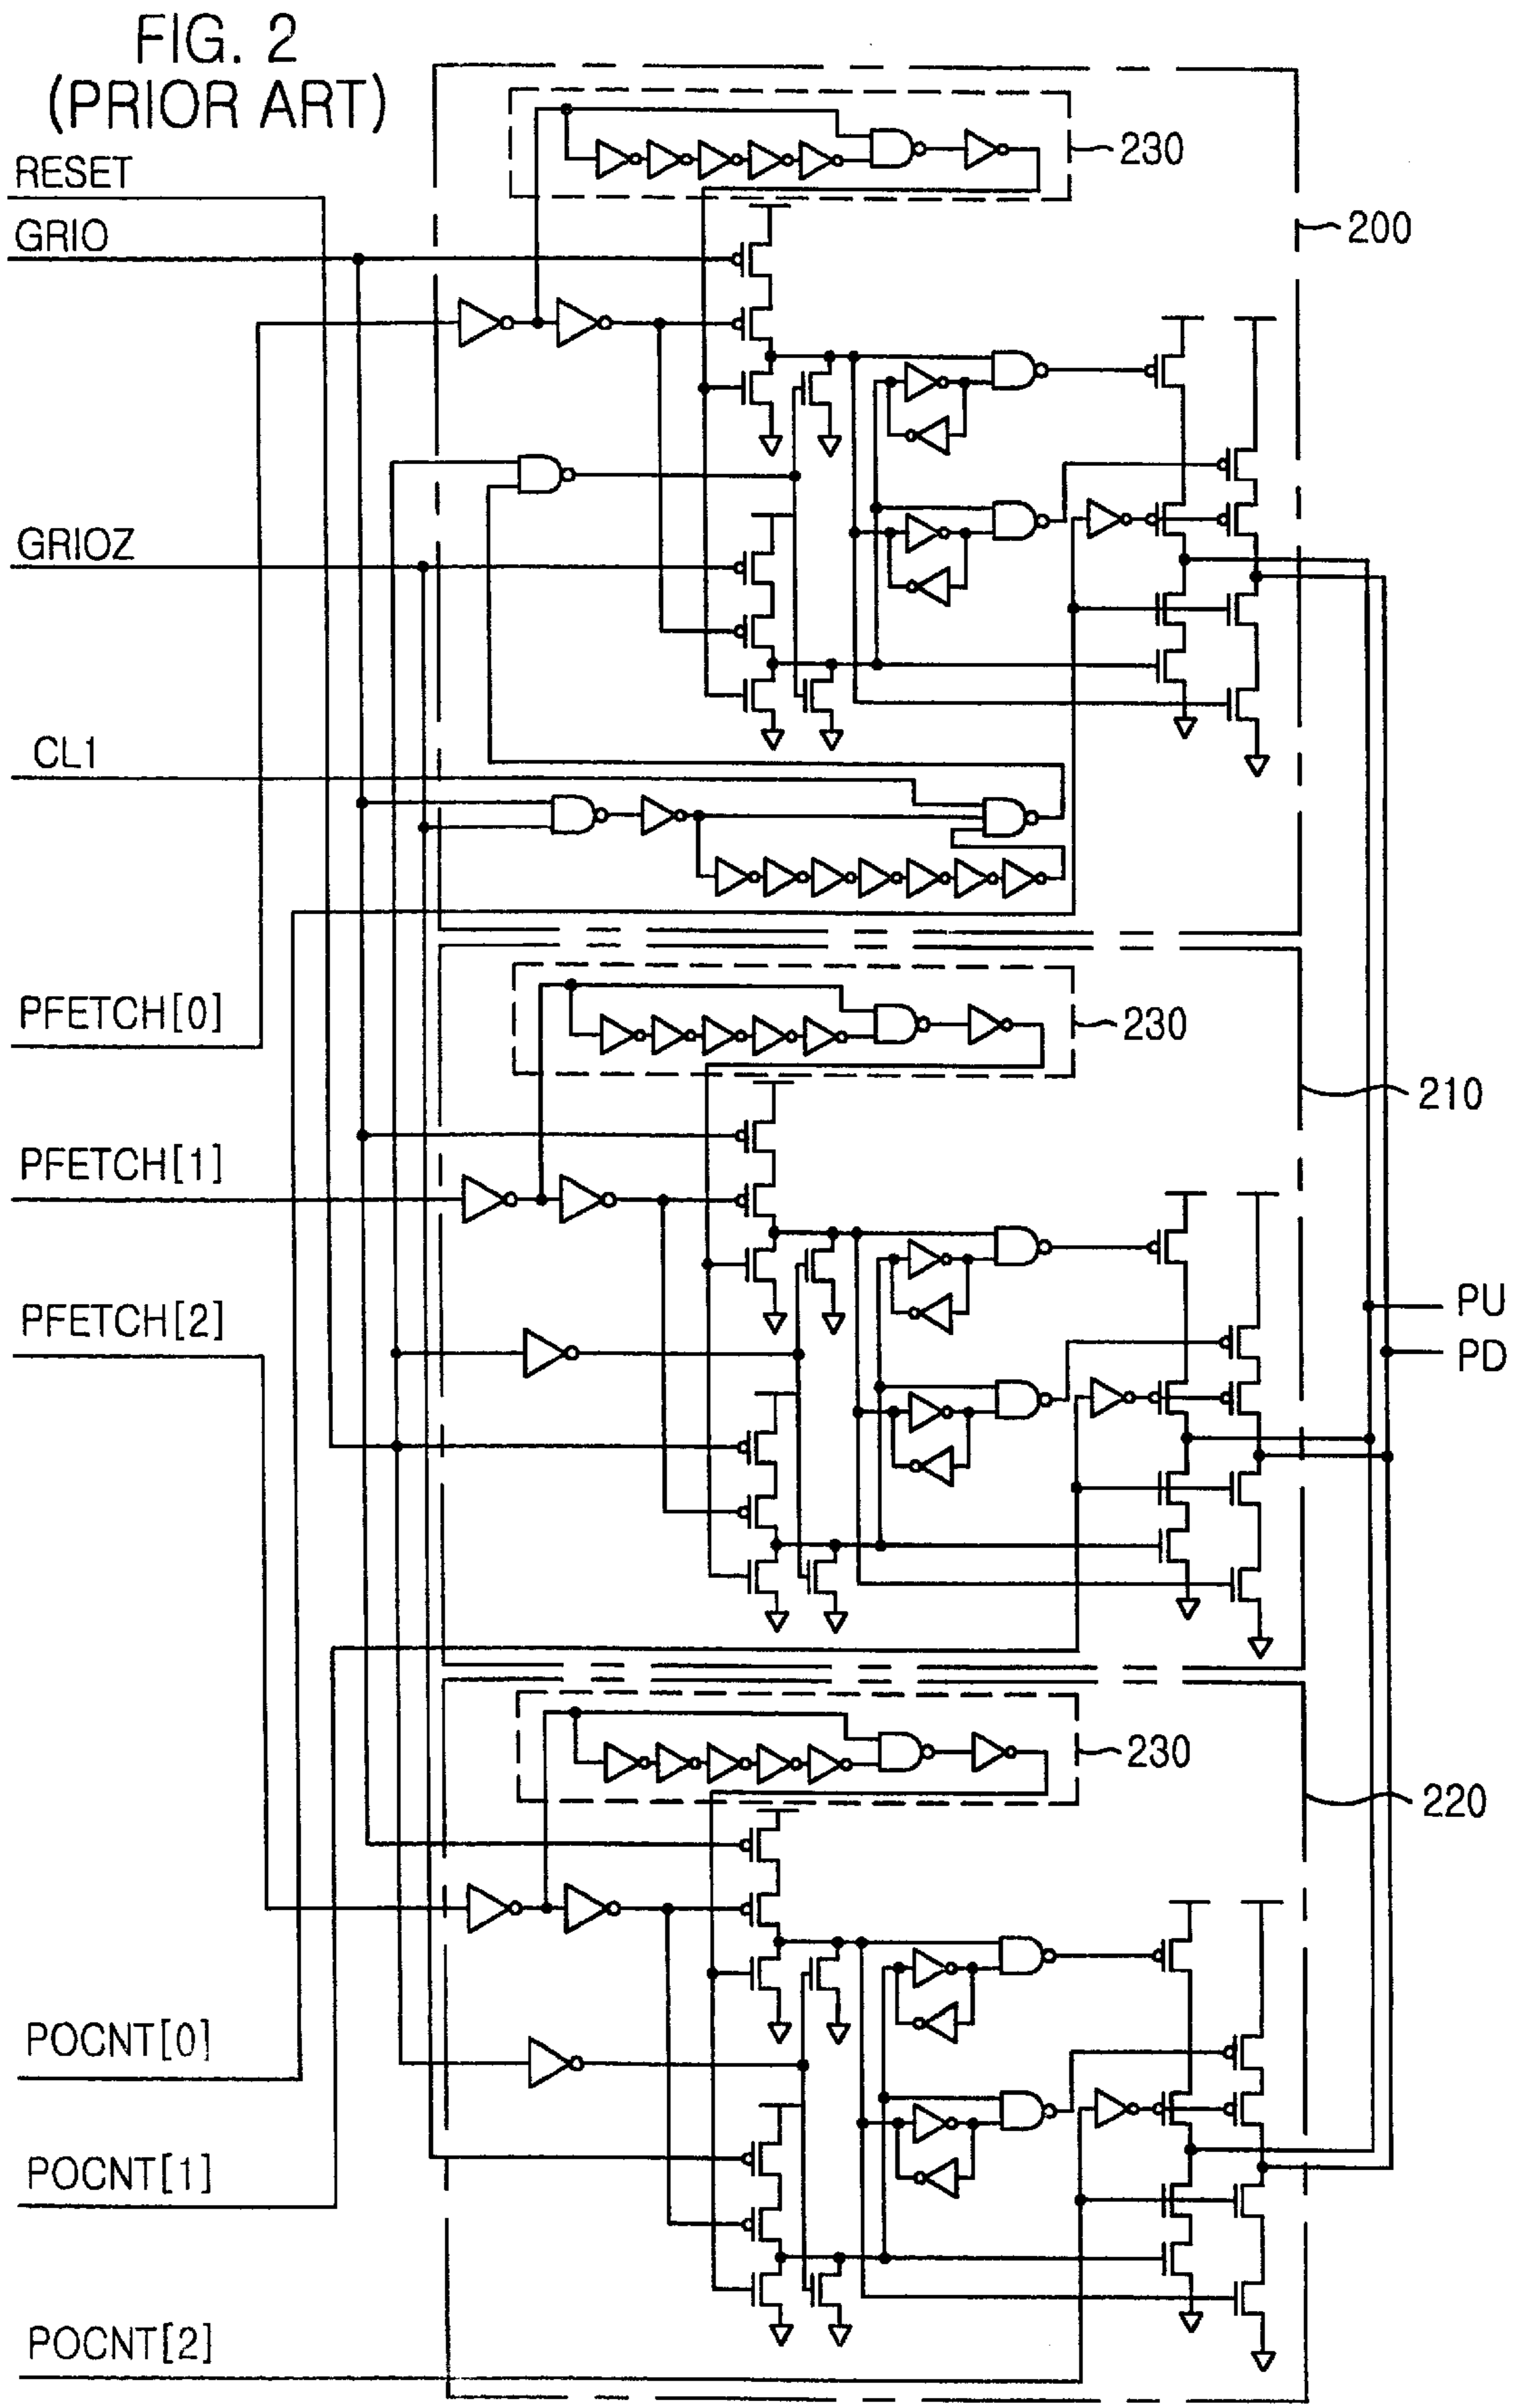 FIG. 2
(PRIOR ART)
230
RESET
200
GRIO
GRIOZ
CL1
PFETCH[0]
230
210
PFETCH[1]
PU
PFETCH[2]
PD
230
220
POCNT[0]
POCNT[1]
POCNT[2]